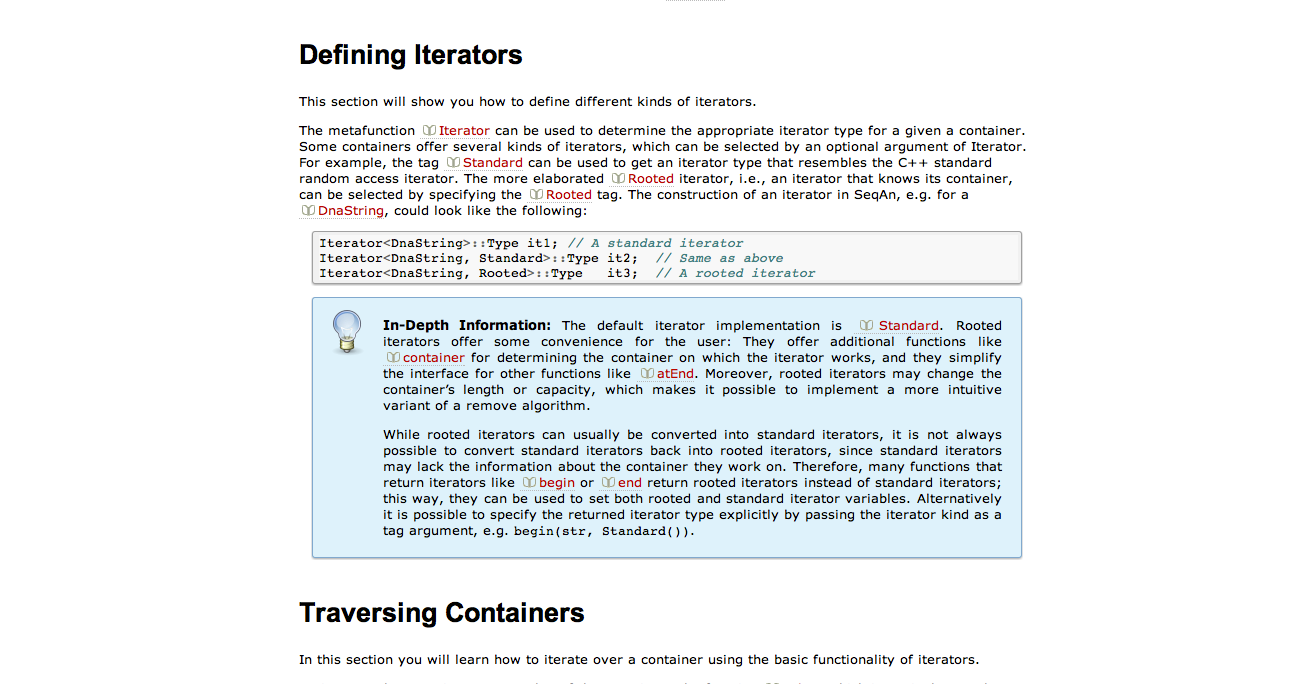 Defining Iterators
This section will show you how to define different kinds of iterators.
The metafunction Iterator can be used to determine the appropriate iterator type for a given a container.
Some containers offer several kinds of iterators, which can be selected by an optional argument of Iterator.
For example, the tag Standard can be used to get an iterator type that resembles the C++ standard
random access iterator. The more elaborated Rooted iterator, i.e., an iterator that knows its container,
can be selected by specifying the Rooted tag. The construction of an iterator in SeqAn, e.g. for a
DnaString, could look like the following:
Iterator<DnaString>::Type it1; // A standard iterator
Iterator<DnaString, Standard>::Type it2;  // Same as above
Iterator<DnaString, Rooted>::Type   it3;  // A rooted iterator
In-Depth Information: The default iterator implementation is Standard. Rooted
iterators offer some convenience for the user: They offer additional functions like
container for determining the container on which the iterator works, and they simplify
the interface for other functions like atEnd. Moreover, rooted iterators may change the
container’s length or capacity, which makes it possible to implement a more intuitive
variant of a remove algorithm.
While rooted iterators can usually be converted into standard iterators, it is not always
possible to convert standard iterators back into rooted iterators, since standard iterators
may lack the information about the container they work on. Therefore, many functions that
return iterators like begin or end return rooted iterators instead of standard iterators;
this way, they can be used to set both rooted and standard iterator variables. Alternatively
it is possible to specify the returned iterator type explicitly by passing the iterator kind as a
tag argument, e.g. begin(str, Standard()).
Traversing Containers
In this section you will learn how to iterate over a container using the basic functionality of iterators.